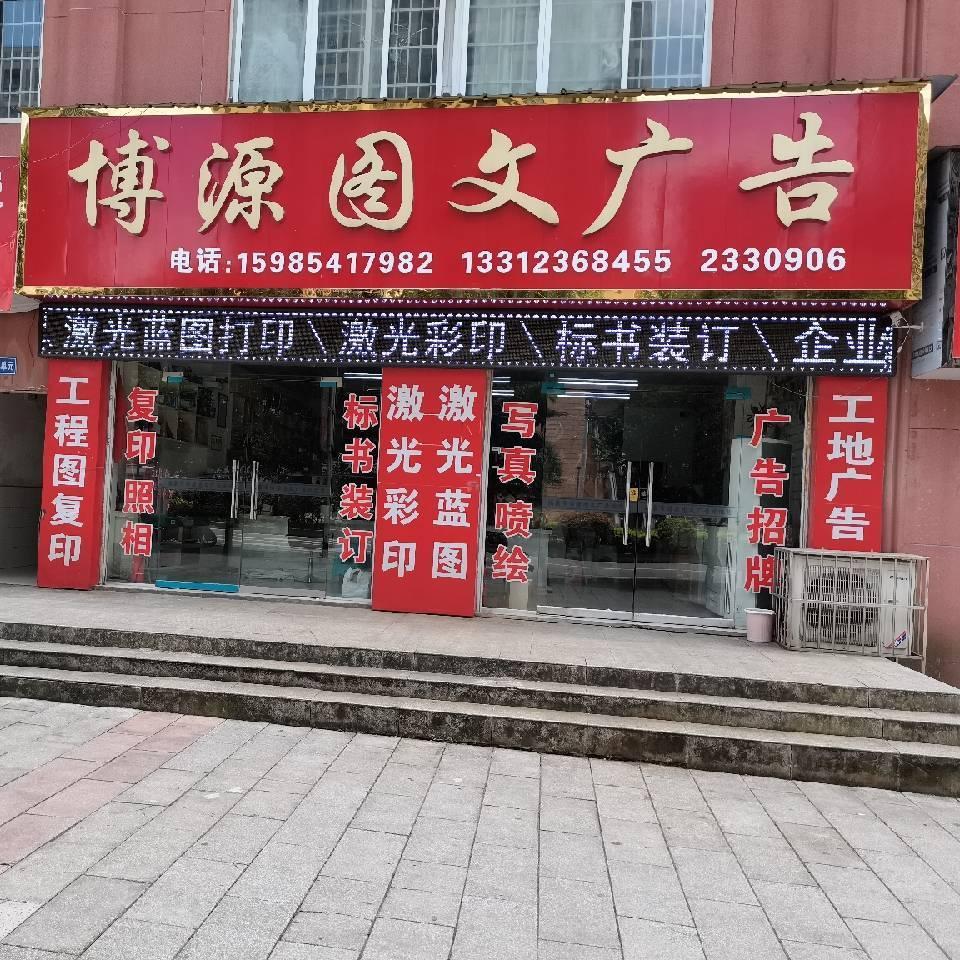 博源图文广告
电话:15985417982 13312368455 2330906
激光蓝图打印\激光彩印\标书装订\企业
工程图复印
复印照相
标书装订
激光彩印
激光蓝图
写真喷绘
广告招牌
工地广告
单元